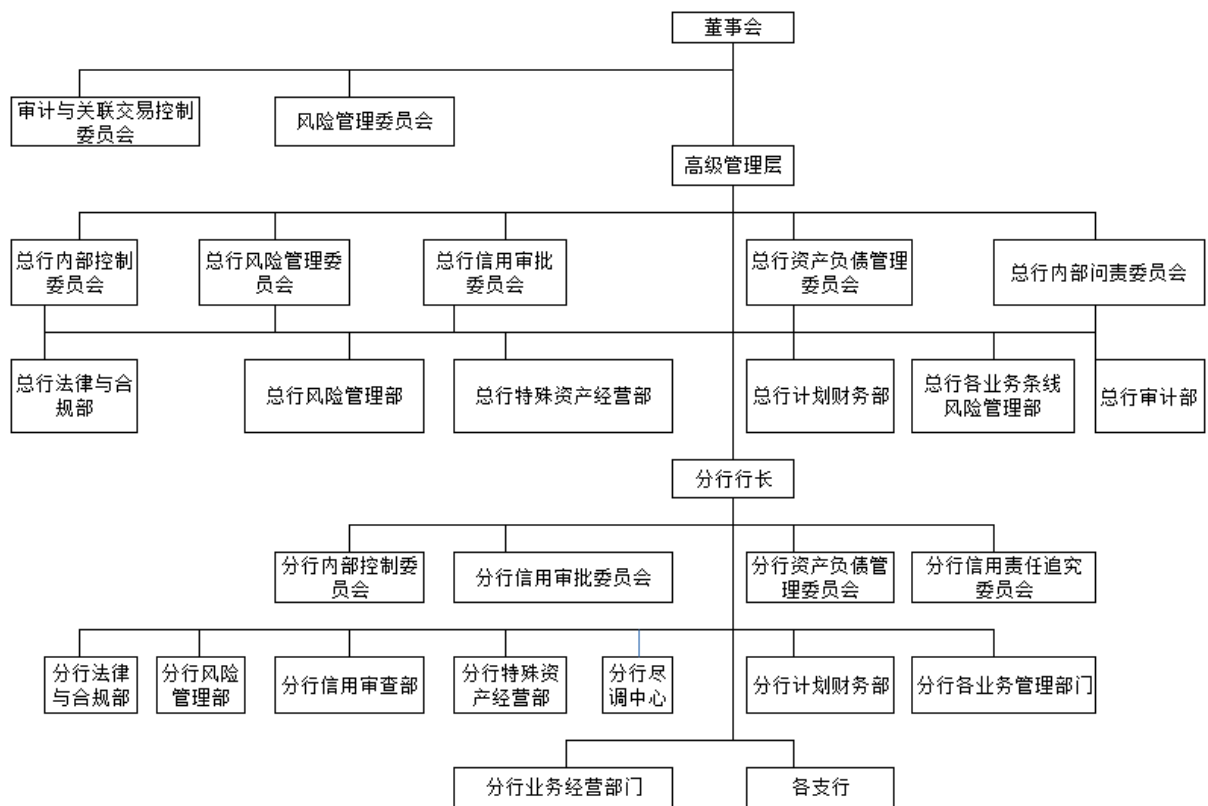 董事会
审计与关联交易控制
委员会
风险管理委员会
高级管理层
总行内部控制
委员会
总行风险管理委
员会
总行信用审批
委员会
总行资产负债管理
委员会
总行内部问责委员会
总行法律与合
规部
总行风险管理部
总行特殊资产经营部
总行计划财务部
总行各业务条线
风险管理部
总行审计部
分行行长
分行内部控制委
员会
分行信用审批委员会
分行资产负债管
理委员会
分行信用责任追究
委员会
分行法律
与合规部
分行风险
管理部
分行信用审查部
分行特殊资
产经营部
分行尽
调中心
分行计划财务部
分行各业务管理部门
分行业务经营部门
各支行